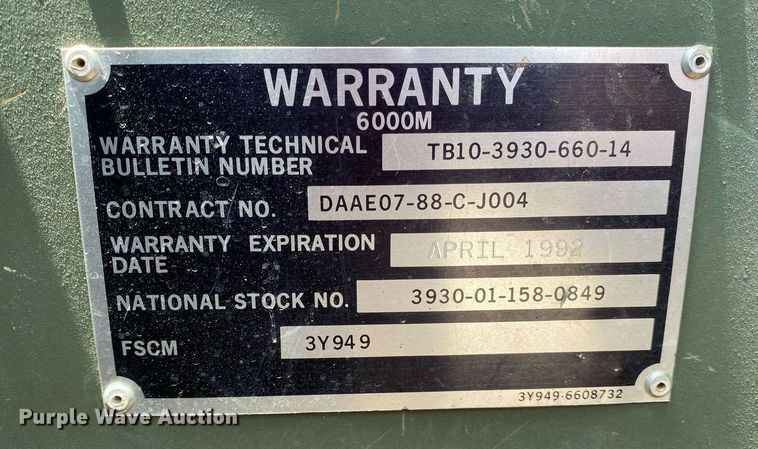 WARRANTY
6000M
WARRANTY TECHNICAL BULLETIN NUMBER TB10-3930-660-14
CONTRACT NO. DAAE07-88-C-J004
WARRANTY EXPIRATION DATE APRIL 1992
NATIONAL STOCK NO. 3930-01-158-0849
FSCM 3Y949
3Y949-6608732
Purple Wave Auction